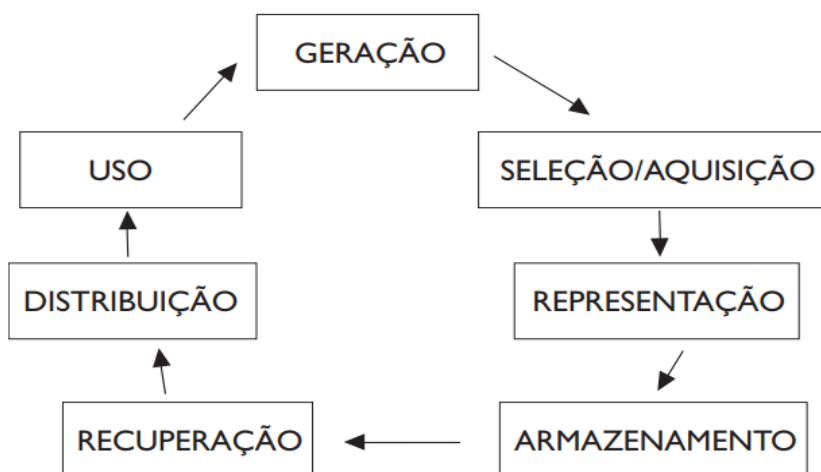 GERAÇÃO
SELEÇÃO/AQUISIÇÃO
REPRESENTAÇÃO
ARMAZENAMENTO
RECUPERAÇÃO
DISTRIBUIÇÃO
USO